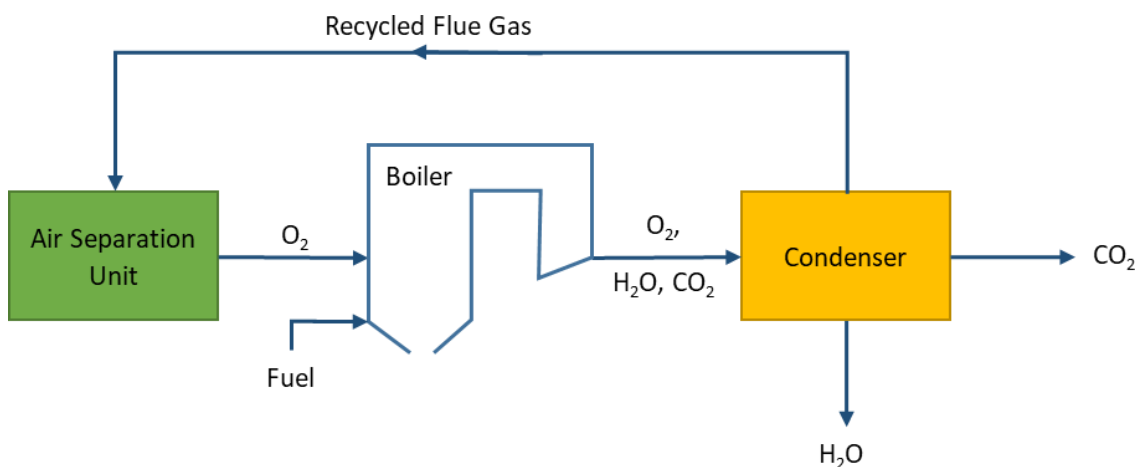 Recycled Flue Gas
Boiler
Air Separation
Unit
O₂
O₂,
H₂O, CO₂
Condenser
CO₂
Fuel
H₂O